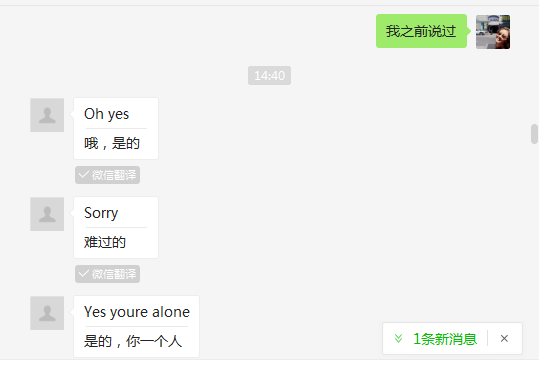 我之前说过
14:40
Oh yes
哦，是的
微信翻译
Sorry
难过的
微信翻译
Yes youre alone
是的，你一个人
1条新消息